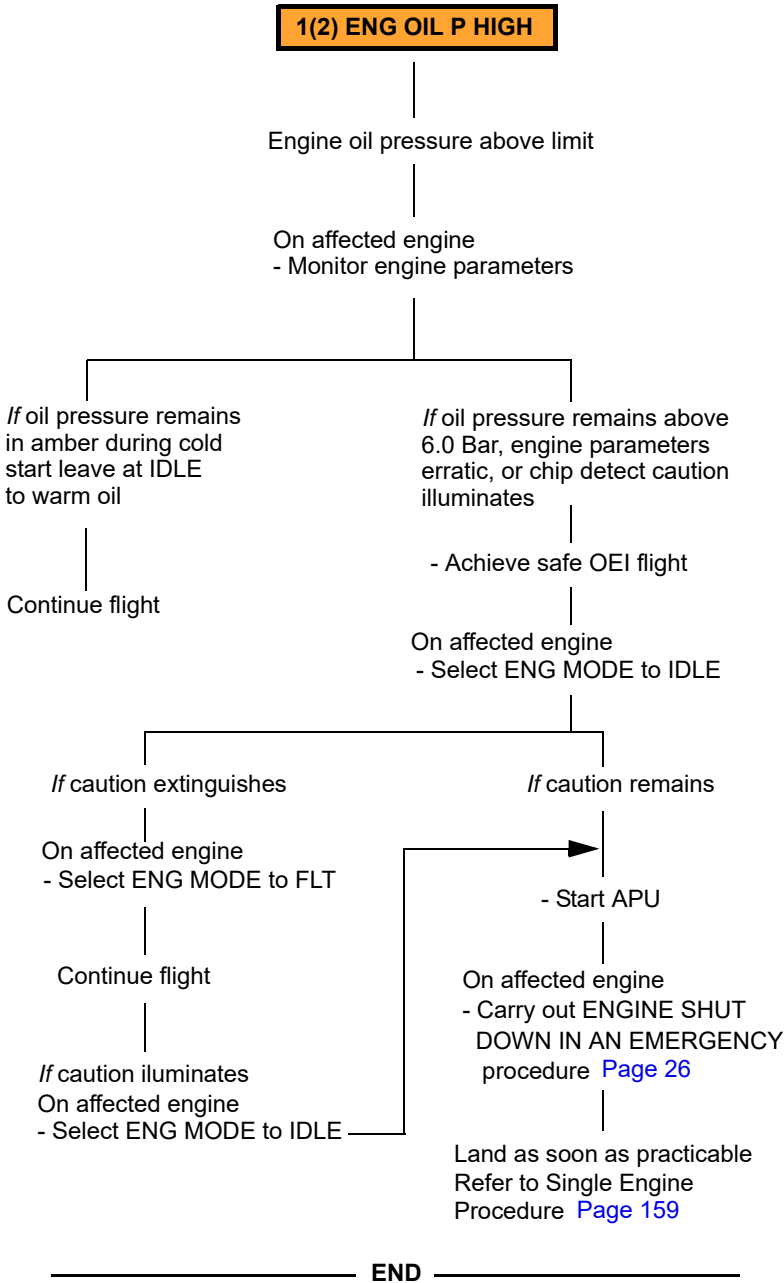 1(2) ENG OIL P HIGH
Engine oil pressure above limit
On affected engine
- Monitor engine parameters
If oil pressure remains
in amber during cold
start leave at IDLE
to warm oil
Continue flight
If oil pressure remains above
6.0 Bar, engine parameters
erratic, or chip detect caution
illuminates
- Achieve safe OEI flight
On affected engine
- Select ENG MODE to IDLE
If caution extinguishes
On affected engine
- Select ENG MODE to FLT
Continue flight
If caution iluminates
On affected engine
- Select ENG MODE to IDLE
If caution remains
- Start APU
On affected engine
- Carry out ENGINE SHUT
DOWN IN AN EMERGENCY
procedure Page 26
Land as soon as practicable
Refer to Single Engine
Procedure Page 159
END